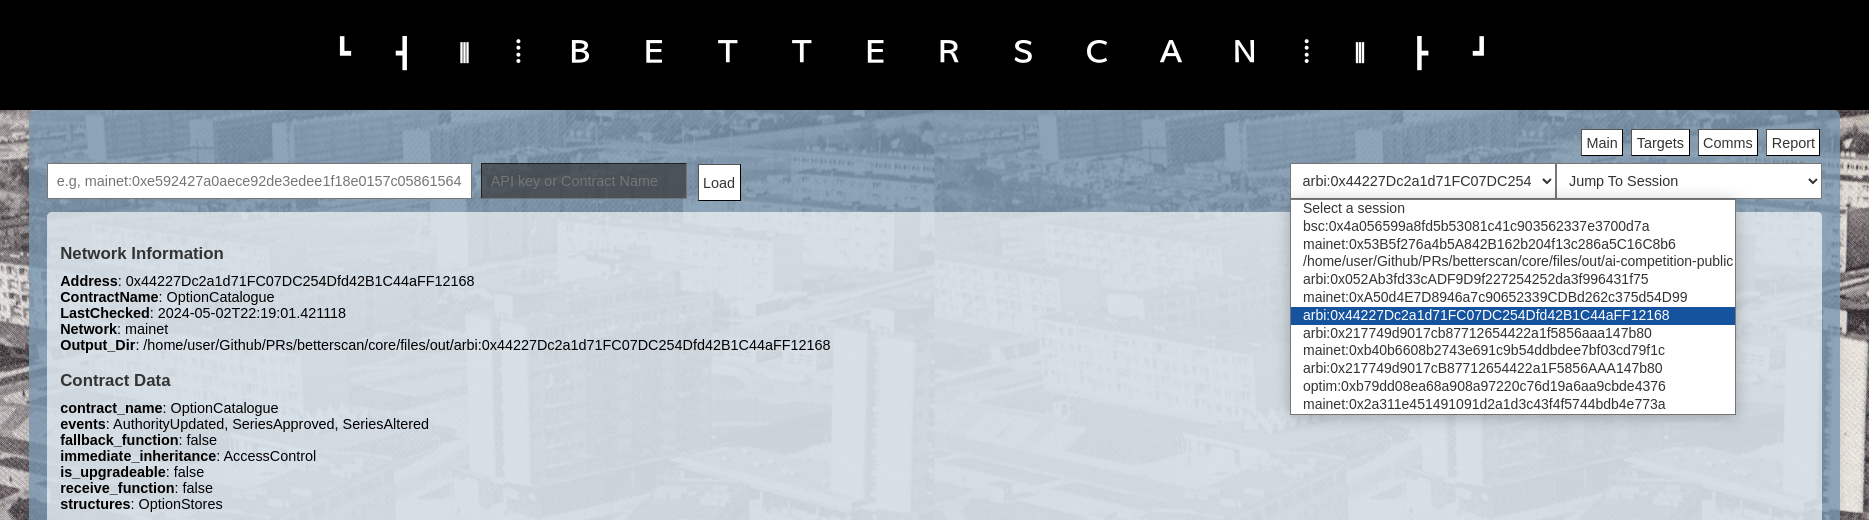 B E T T E R S C A N
Main Targets Comms Report
e.g, mainet:0xe592427a0aece92de3edee1f18e0157c05861564 API key or Contract Name Load arbi:0x44227Dc2a1d71FC07DC254 Jump To Session
Select a session
bsc:0x4a056599a8fd5b53081c41c903562337e3700d7a
mainet:0x53B5f276a4b5A842B162b204f13c286a5C16C8b6
/home/user/Github/PRs/betterscan/core/files/out/ai-competition-public
arbi:0x052Ab3fd33cADF9D9f227254252da3f996431f75
mainet:0xA50d4E7D8946a7c90652339CDBd262c375d54D99
arbi:0x44227Dc2a1d71FC07DC254Dfd42B1C44aFF12168
arbi:0x217749d9017cb87712654422a1f5856aaa147b80
mainet:0xb40b6608b2743e691c9b54ddbdee7bf03cd79f1c
arbi:0x217749d9017cB87712654422a1F5856AAA147b80
optim:0xb79dd08ea68a908a97220c76d19a6aa9cbde4376
mainet:0x2a311e451491091d2a1d3c43f4f5744bdb4e773a
Network Information
Address: 0x44227Dc2a1d71FC07DC254Dfd42B1C44aFF12168
ContractName: OptionCatalogue
LastChecked: 2024-05-02T22:19:01.421118
Network: mainet
Output_Dir: /home/user/Github/PRs/betterscan/core/files/out/arbi:0x44227Dc2a1d71FC07DC254Dfd42B1C44aFF12168
Contract Data
contract_name: OptionCatalogue
events: AuthorityUpdated, SeriesApproved, SeriesAltered
fallback_function: false
immediate_inheritance: AccessControl
is_upgradeable: false
receive_function: false
structures: OptionStores